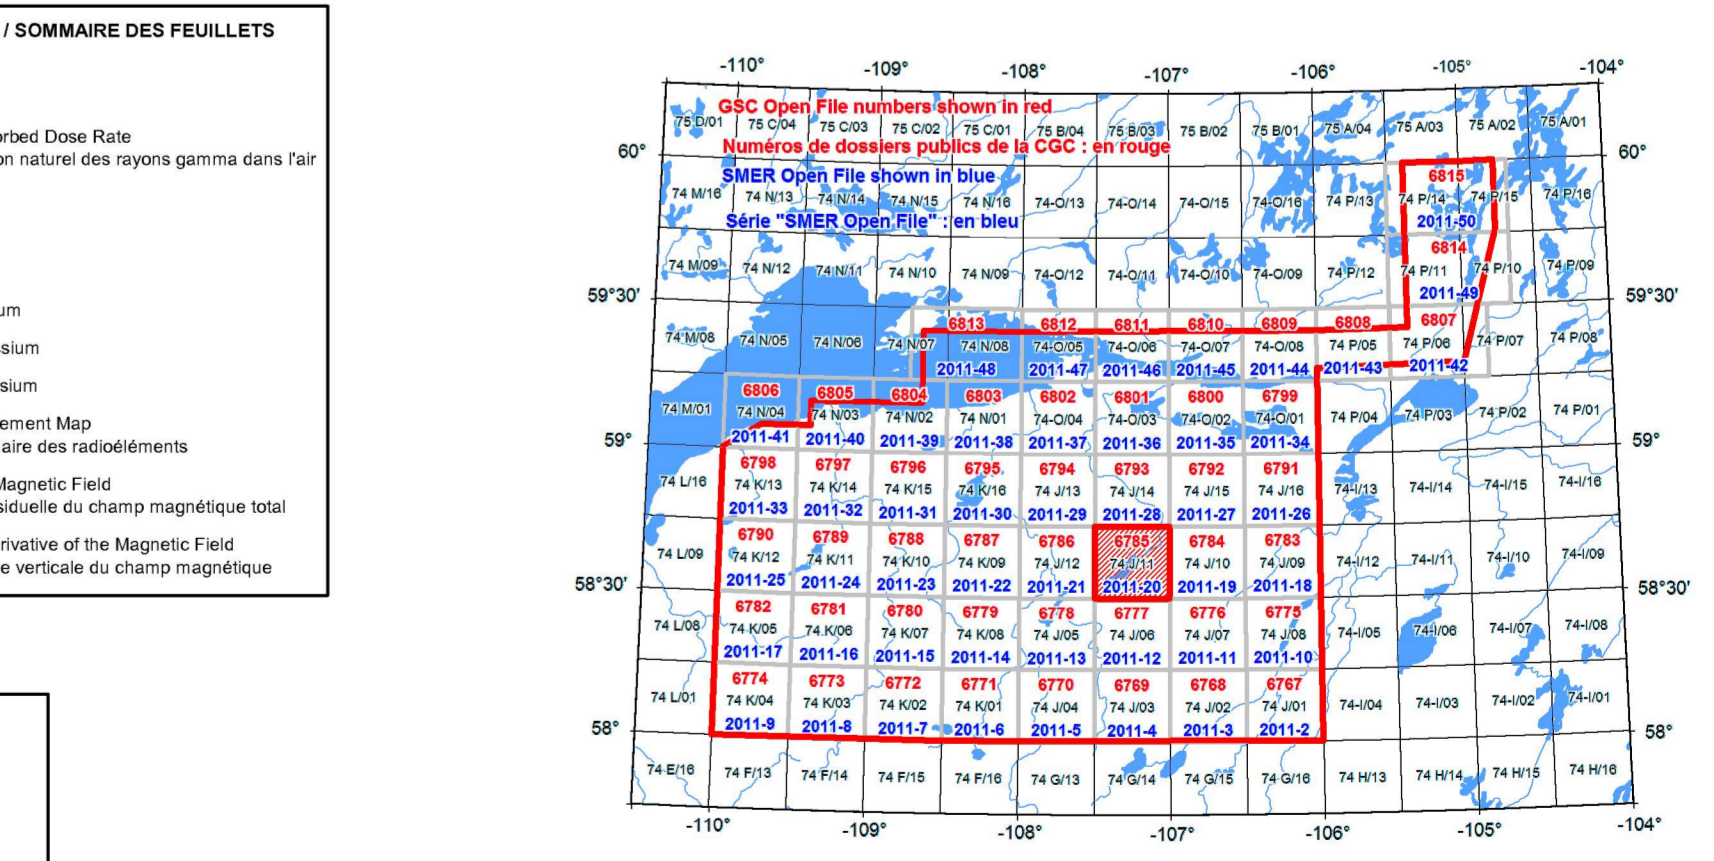 / SOMMAIRE DES FEUILLETS
orbed Dose Rate
on naturel des rayons gamma dans l'air
um
ssium
sium
ement Map
aire des radioéléments
Magnetic Field
siduelle du champ magnétique total
rivative of the Magnetic Field
e verticale du champ magnétique
-110° -109° -108° -107° -106° -105° -104°
GSC Open File numbers shown in red
75 D/01 75 C/04 75 C/03 75 C/02 75 C/01 75 B/04 75 B/03 75 B/02 75 B/01 75 A/04 75 A/03 75 A/02 75 A/01
Numéros de dossiers publics de la CGC : en rouge
60° 60°
SMER Open File shown in blue
6815
74 M/16 74 N/13 74 N/14 74 N/15 74 N/16 74-O/13 74-O/14 74-O/15 74-O/16 74 P/13 74 P/14 74 P/15 74 P/16
Série "SMER Open File" : en bleu
2011-50
6814
74 M/09 74 N/12 74 N/11 74 N/10 74 N/09 74-O/12 74-O/11 74-O/10 74-O/09 74 P/12 74 P/11 74 P/10 74 P/09
2011-49
59°30' 59°30'
6813 6812 6811 6810 6809 6808 6807
74 M/08 74 N/05 74 N/06 74 N/07 74 N/08 74-O/05 74-O/06 74-O/07 74-O/08 74 P/05 74 P/06 74 P/07 74 P/08
2011-48 2011-47 2011-46 2011-45 2011-44 2011-43 2011-42
6806 6805 6804 6803 6802 6801 6800 6799
74 M/01 74 N/04 74 N/03 74 N/02 74 N/01 74-O/04 74-O/03 74-O/02 74-O/01 74 P/04 74 P/03 74 P/02 74 P/01
2011-41 2011-40 2011-39 2011-38 2011-37 2011-36 2011-35 2011-34
59° 59°
6798 6797 6796 6795 6794 6793 6792 6791
74 L/16 74 K/13 74 K/14 74 K/15 74 K/16 74 J/13 74 J/14 74 J/15 74 J/16 74-I/13 74-I/14 74-I/15 74-I/16
2011-33 2011-32 2011-31 2011-30 2011-29 2011-28 2011-27 2011-26
6790 6789 6788 6787 6786 6785 6784 6783
74 L/09 74 K/12 74 K/11 74 K/10 74 K/09 74 J/12 74 J/11 74 J/10 74 J/09 74-I/12 74-I/11 74-I/10 74-I/09
2011-25 2011-24 2011-23 2011-22 2011-21 2011-20 2011-19 2011-18
58°30' 58°30'
6782 6781 6780 6779 6778 6777 6776 6775
74 L/08 74 K/05 74 K/06 74 K/07 74 K/08 74 J/05 74 J/06 74 J/07 74 J/08 74-I/05 74-I/06 74-I/07 74-I/08
2011-17 2011-16 2011-15 2011-14 2011-13 2011-12 2011-11 2011-10
6774 6773 6772 6771 6770 6769 6768 6767
74 L/01 74 K/04 74 K/03 74 K/02 74 K/01 74 J/04 74 J/03 74 J/02 74 J/01 74-I/04 74-I/03 74-I/02 74-I/01
2011-9 2011-8 2011-7 2011-6 2011-5 2011-4 2011-3 2011-2
58° 58°
74 E/16 74 F/13 74 F/14 74 F/15 74 F/16 74 G/13 74 G/14 74 G/15 74 G/16 74 H/13 74 H/14 74 H/15 74 H/16
-110° -109° -108° -107° -106° -105° -104°